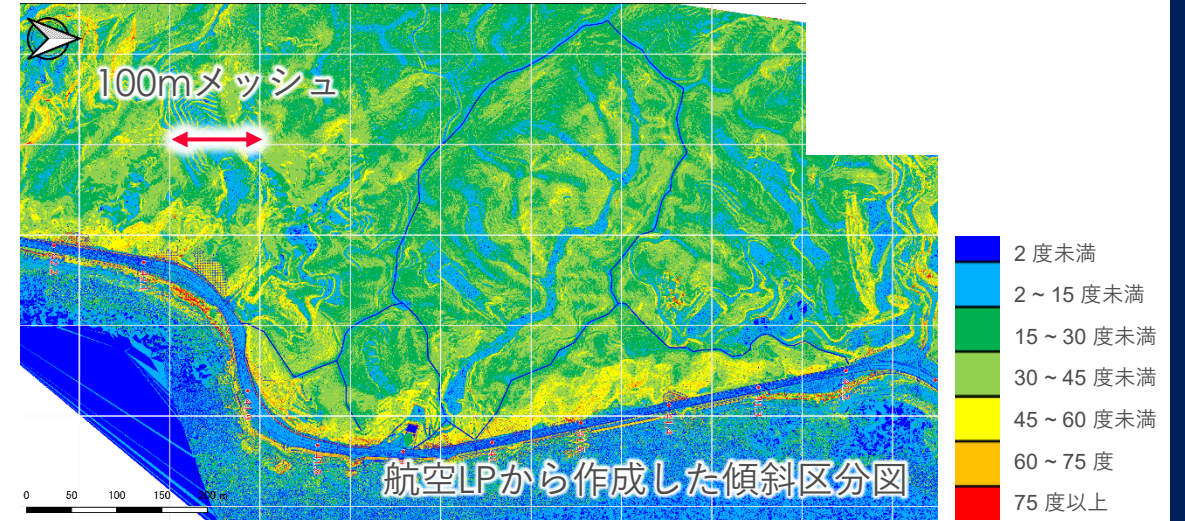 100mメッシュ
航空LPから作成した傾斜区分図
0 50 100 150 200 m
2 度未満
2 ~ 15 度未満
15 ~ 30 度未満
30 ~ 45 度未満
45 ~ 60 度未満
60 ~ 75 度
75 度以上